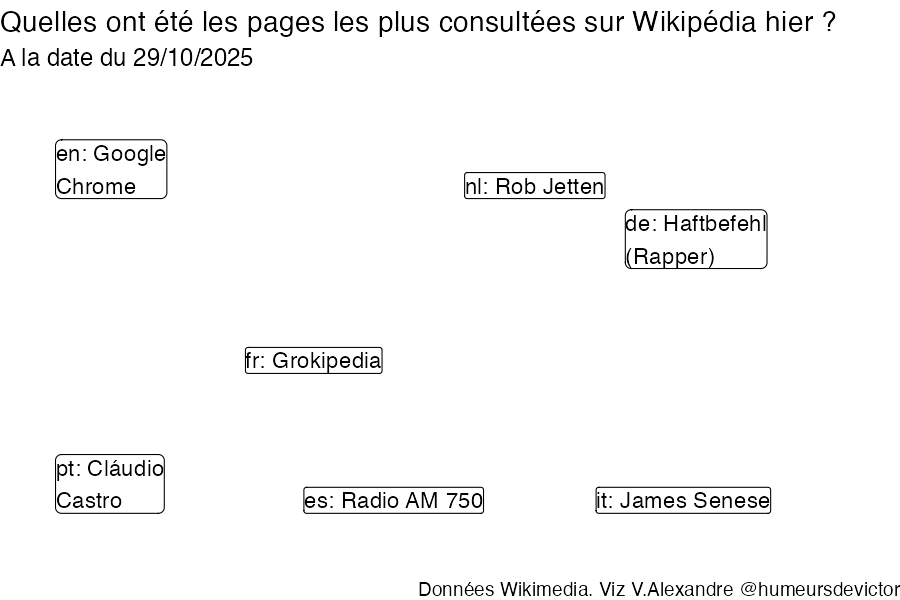 Quelles ont été les pages les plus consultées sur Wikipédia hier ?
A la date du 29/10/2025
en: Google
Chrome
nl: Rob Jetten
de: Haftbefehl
(Rapper)
fr: Grokipedia
pt: Cláudio
Castro
es: Radio AM 750
it: James Senese
Données Wikimedia. Viz V.Alexandre @humeursdevictor